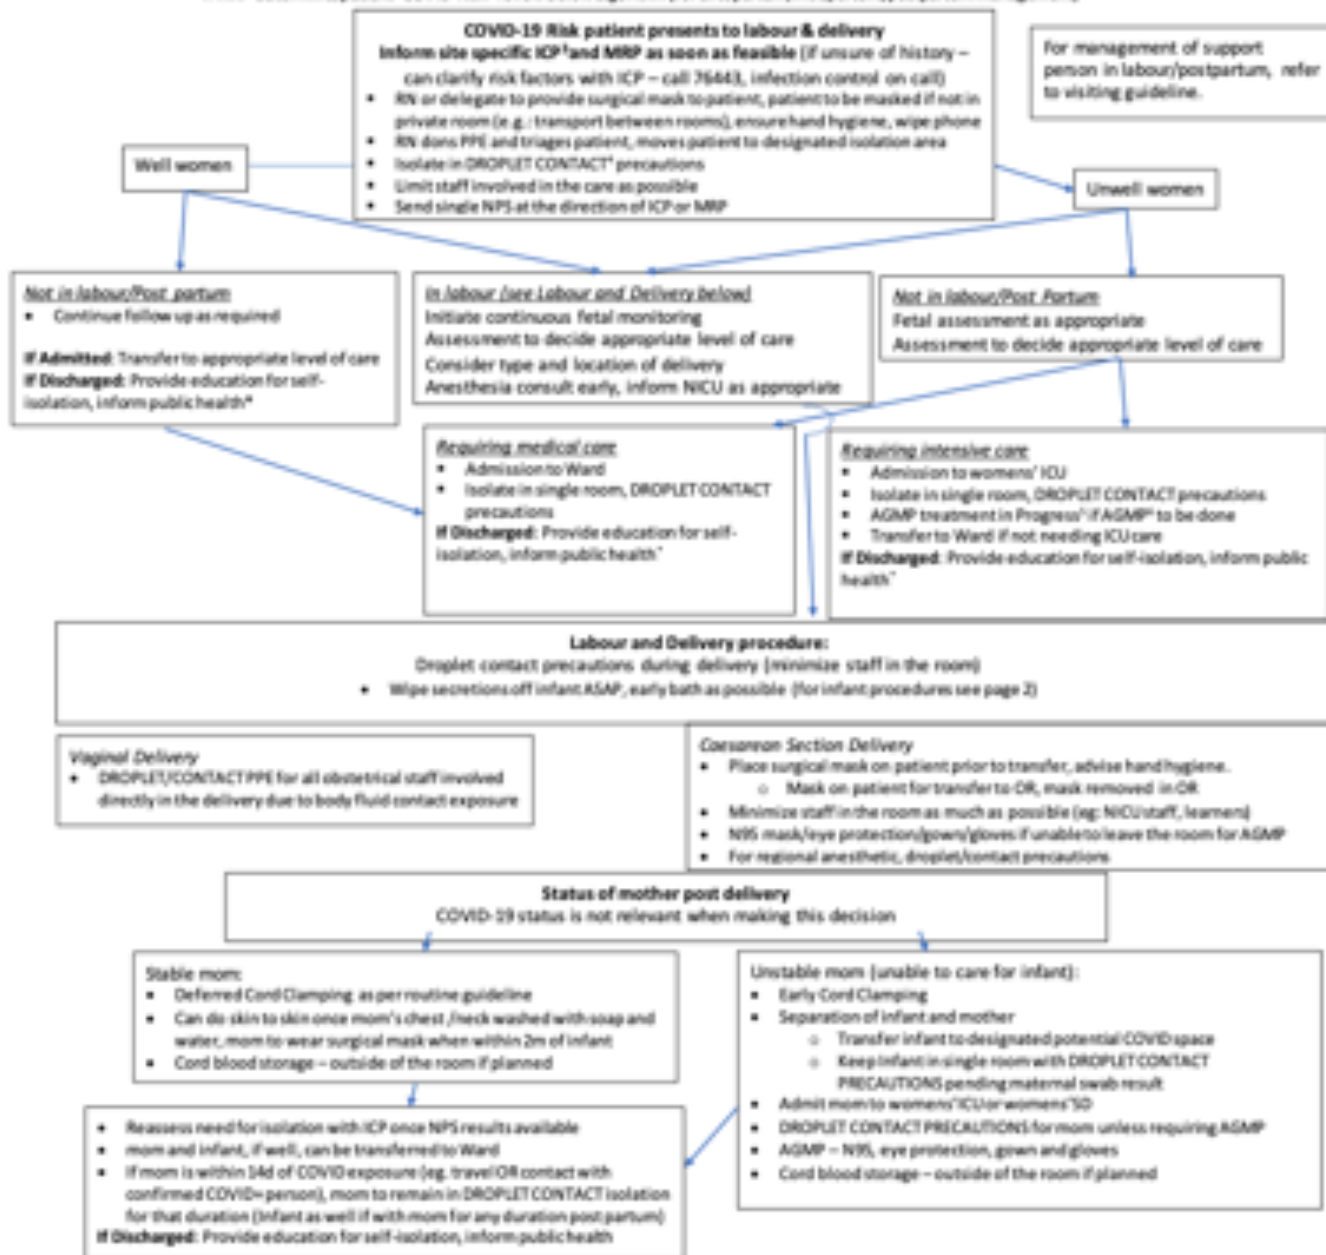 COVID-19 Risk patient presents to labour & delivery
Inform site specific ICP and MRP as soon as feasible (if unsure of history –
can clarify risk factors with ICP – call 76443, infection control on call)
▪ RN or delegate to provide surgical mask to patient, patient to be masked if not in
private room (e.g.: transport between rooms), ensure hand hygiene, wipe phone
▪ RN dons PPE and triages patient, moves patient to designated isolation area
▪ Isolate in DROPLET CONTACT precautions
▪ Limit staff involved in the care as possible
▪ Send single NPS at the direction of ICP or MRP
For management of support
person in labour/postpartum, refer
to visiting guideline.
Well women
Unwell women
Not in labour/Post partum
• Continue follow up as required
If Admitted: Transfer to appropriate level of care
If Discharged: Provide education for self-
isolation, inform public health*
In labour (see Labour and Delivery below)
Initiate continuous fetal monitoring
Assessment to decide appropriate level of care
Consider type and location of delivery
Anesthesia consult early, inform NICU as appropriate
Not in labour/Post Partum
Fetal assessment as appropriate
Assessment to decide appropriate level of care
Requiring medical care
▪ Admission to Ward
▪ Isolate in single room, DROPLET CONTACT
precautions
If Discharged: Provide education for self-
isolation, inform public health*
Requiring intensive care
▪ Admission to womens' ICU
▪ Isolate in single room, DROPLET CONTACT precautions
▪ AGMP treatment in Progress if AGMP to be done
▪ Transfer to Ward if not needing ICU care
If Discharged: Provide education for self-isolation, inform public
health*
Labour and Delivery procedure:
Droplet contact precautions during delivery (minimize staff in the room)
• Wipe secretions off infant ASAP, early bath as possible (for infant procedures see page 2)
Vaginal Delivery
• DROPLET/CONTACT PPE for all obstetrical staff involved
directly in the delivery due to body fluid contact exposure
Caesarean Section Delivery
• Place surgical mask on patient prior to transfer, advise hand hygiene.
o Mask on patient for transfer to OR, mask removed in OR
• Minimize staff in the room as much as possible (eg: NICU staff, learners)
• N95 mask/eye protection/gown/gloves if unable to leave the room for AGMP
• For regional anesthetic, droplet/contact precautions
Status of mother post delivery
COVID-19 status is not relevant when making this decision
Stable mom:
▪ Deferred Cord Clamping as per routine guideline
▪ Can do skin to skin once mom's chest /neck washed with soap and
water, mom to wear surgical mask when within 2m of infant
▪ Cord blood storage – outside of the room if planned
Unstable mom (unable to care for infant):
▪ Early Cord Clamping
▪ Separation of infant and mother
o Transfer infant to designated potential COVID space
o Keep Infant in single room with DROPLET CONTACT
PRECAUTIONS pending maternal swab result
▪ Admit mom to womens' ICU or womens' SD
▪ DROPLET CONTACT PRECAUTIONS for mom unless requiring AGMP
▪ AGMP – N95, eye protection, gown and gloves
▪ Cord blood storage – outside of the room if planned
• Reassess need for isolation with ICP once NPS results available
• mom and infant, if well, can be transferred to Ward
• If mom is within 14d of COVID exposure (eg. travel OR contact with
confirmed COVID+ person), mom to remain in DROPLET CONTACT isolation
for that duration (Infant as well if with mom for any duration post partum)
If Discharged: Provide education for self-isolation, inform public health